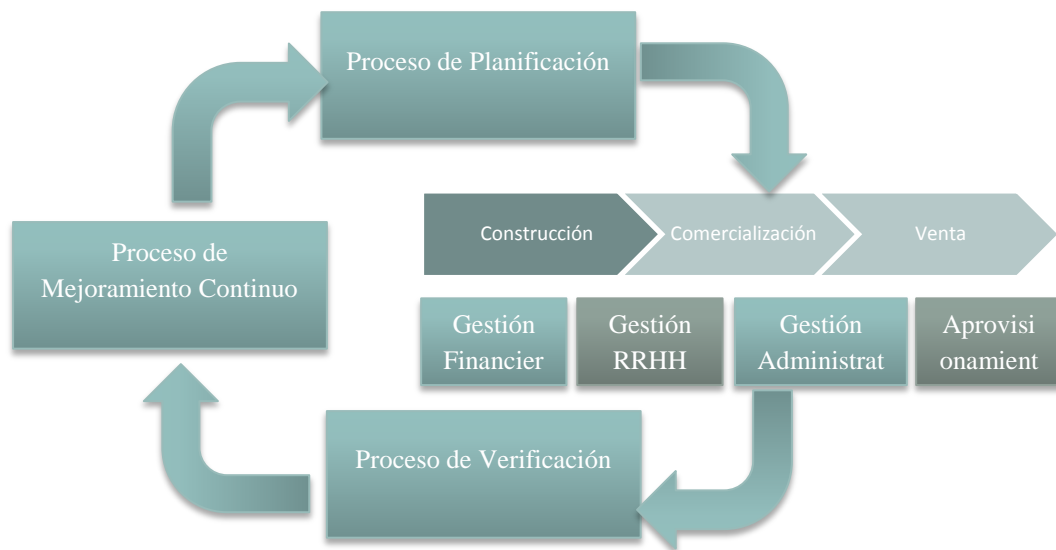 Proceso de Planificación
Construcción
Comercialización
Venta
Proceso de
Mejoramiento Continuo
Gestión
Financier
Gestión
RRHH
Gestión
Administrat
Aprovisi
onamient
Proceso de Verificación